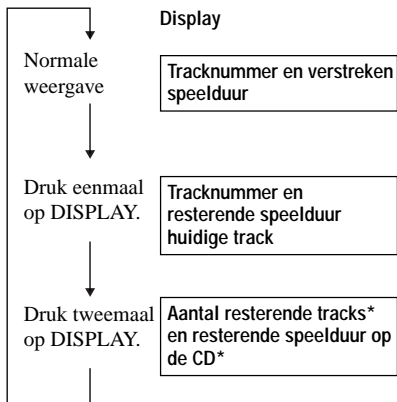 Display
Normale
weergave
Tracknummer en verstreken
speelduur
Druk eenmaal
op DISPLAY.
Tracknummer en
resterende speelduur
huidige track
Druk tweemaal
op DISPLAY.
Aantal resterende tracks*
en resterende speelduur op
de CD*